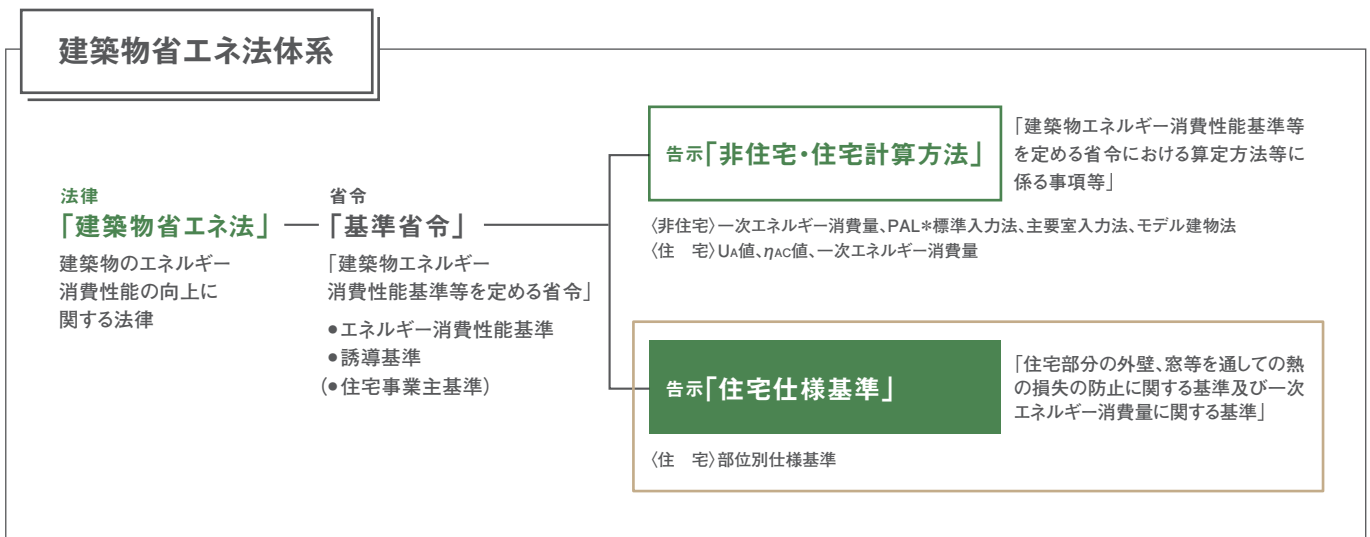 建築物省エネ法体系
法律
「建築物省エネ法」
建築物のエネルギー
消費性能の向上に
関する法律
省令
「基準省令」
「建築物エネルギー
消費性能基準等を定める省令」
●エネルギー消費性能基準
●誘導基準
(●住宅事業主基準)
告示「非住宅・住宅計算方法」
「建築物エネルギー消費性能基準等
を定める省令における算定方法等に
係る事項等」
〈非住宅〉一次エネルギー消費量、PAL＊標準入力法、主要室入力法、モデル建物法
〈住　宅〉UA値、ηAC値、一次エネルギー消費量
告示「住宅仕様基準」
「住宅部分の外壁、窓等を通しての熱
の損失の防止に関する基準及び一次
エネルギー消費量に関する基準」
〈住　宅〉部位別仕様基準